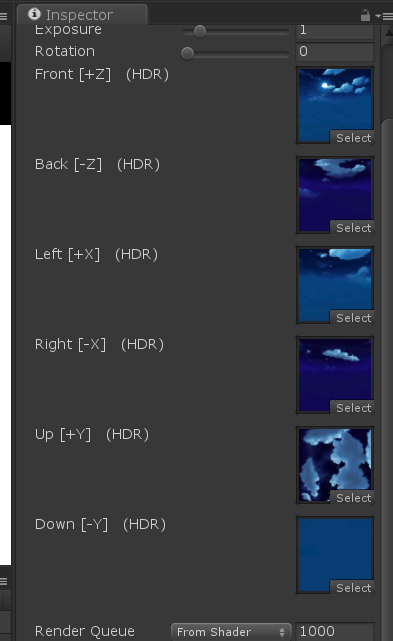 Inspector
Exposure 1
Rotation 0
Front [+Z] (HDR)
Select
Back [-Z] (HDR)
Select
Left [+X] (HDR)
Select
Right [-X] (HDR)
Select
Up [+Y] (HDR)
Select
Down [-Y] (HDR)
Select
Render Queue From Shader 1000